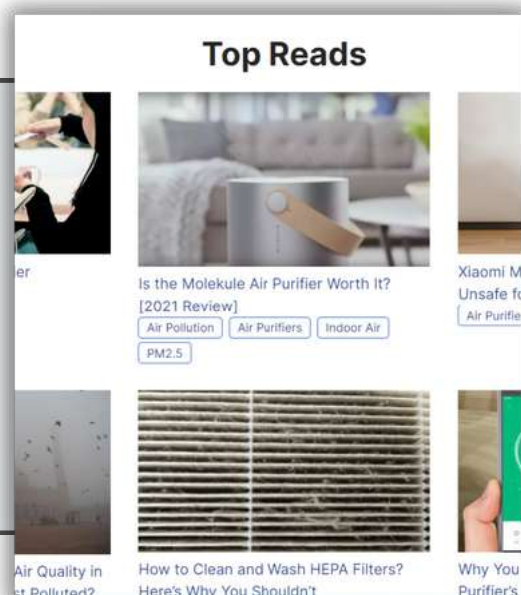 Top Reads
er
Is the Molekule Air Purifier Worth It?
[2021 Review]
Air Pollution
Air Purifiers
Indoor Air
PM2.5
Xiaomi M
Unsafe fo
Air Purifie
Air Quality in
st Polluted?
How to Clean and Wash HEPA Filters?
Here's Why You Shouldn't
Why You
Purifier's